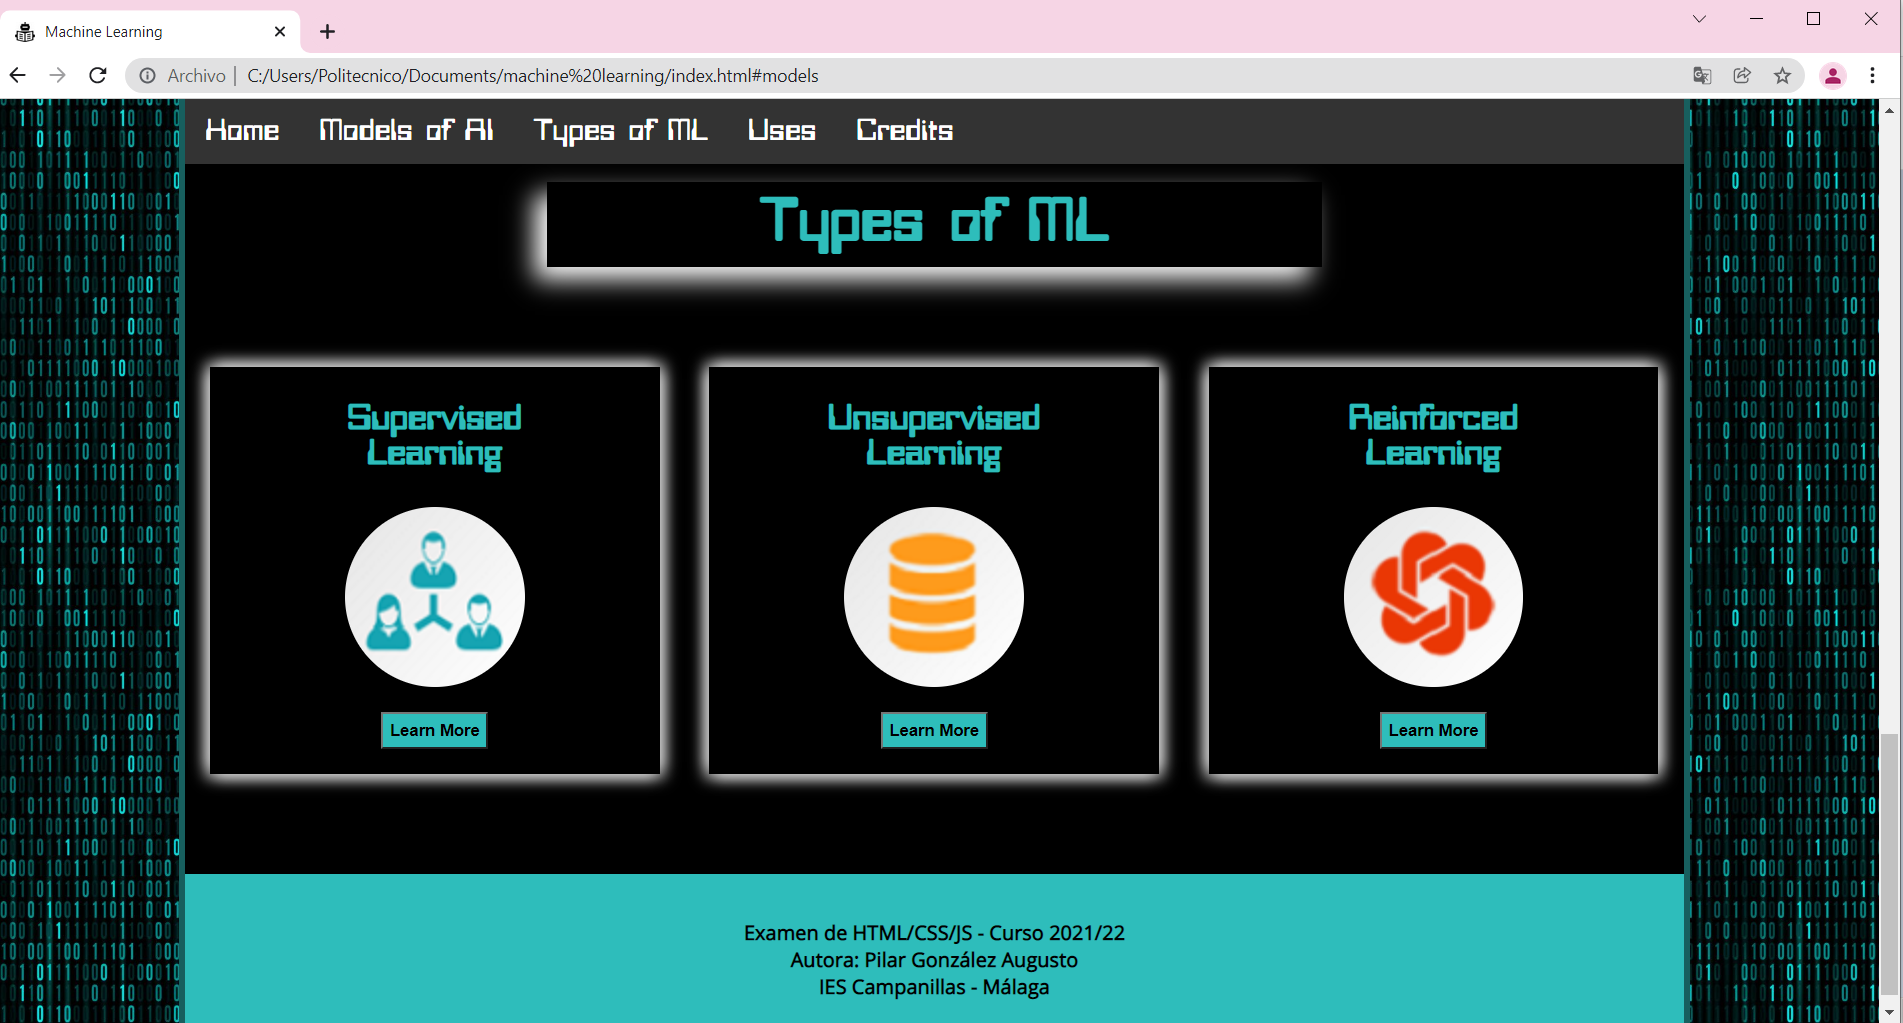 Machine Learning
Archivo | C:/Users/Politecnico/Documents/machine%20learning/index.html#models
Home Models of AI Types of ML Uses Credits
Types of ML
Supervised
Learning
Learn More
Unsupervised
Learning
Learn More
Reinforced
Learning
Learn More
Examen de HTML/CSS/JS - Curso 2021/22
Autora: Pilar González Augusto
IES Campanillas - Málaga